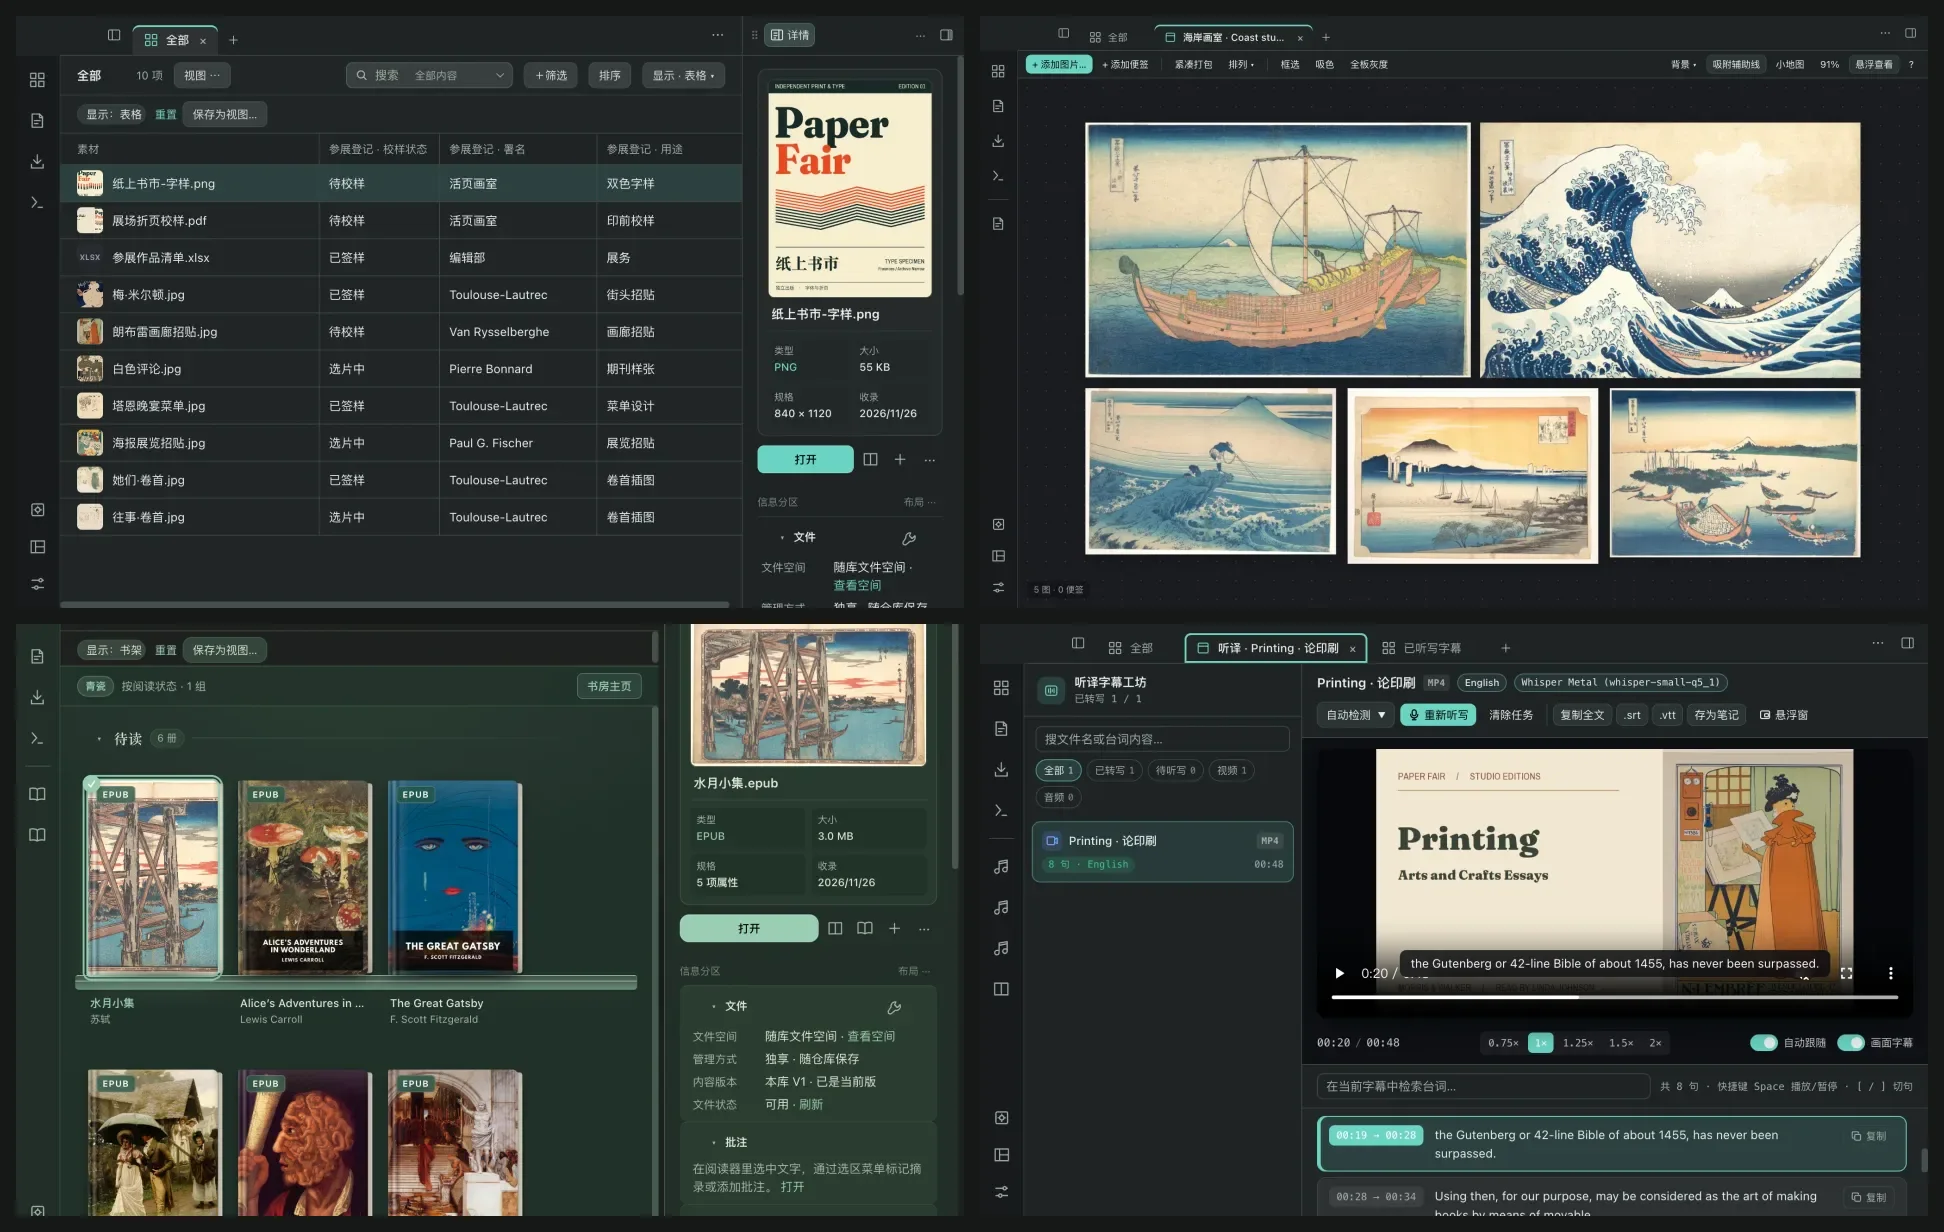 全部 ×
全部 10 项 视图 ···
搜索 全部内容
+筛选
排序
显示 · 表格
显示：表格 重置 保存为视图...
素材 参展登记 · 校样状态 参展登记 · 署名 参展登记 · 用途
纸上书市-字样.png 待校样 活页画室 双色字样
展场折页校样.pdf 待校样 活页画室 印前校样
XLSX 参展作品清单.xlsx 已签样 编辑部 展务
梅·米尔顿.jpg 已签样 Toulouse-Lautrec 街头招贴
朗布雷画廊招贴.jpg 待校样 Van Rysselberghe 画廊招贴
白色评论.jpg 选片中 Pierre Bonnard 期刊样张
塔恩晚宴菜单.jpg 已签样 Toulouse-Lautrec 菜单设计
海报展览招贴.jpg 选片中 Paul G. Fischer 展览招贴
她们·卷首.jpg 已签样 Toulouse-Lautrec 卷首插图
往事·卷首.jpg 选片中 Toulouse-Lautrec 卷首插图
详情
INDEPENDENT PRINT & TYPE EDITION 01
Paper
Fair
纸上书市
TYPE SPECIMEN
纸上书市-字样.png
类型 大小
PNG 55 KB
规格 收录
840 × 1120 2026/11/26
打开
信息分区 布局 ···
文件
文件空间 随库文件空间 ·
查看空间
管理方式 独享 · 随仓库保存
全部
海岸画室 · Coast stu... ×
+ 添加图片... + 添加便签 紧凑打包 排列 框选 吸色 全板灰度
背景 吸附辅助线 小地图 91% 悬浮查看 ?
5 图 · 0 便签
显示：书架 重置 保存为视图...
青瓷 按阅读状态 · 1 组 书房主页
待读 6 册
EPUB EPUB EPUB
ALICE'S ADVENTURES
IN WONDERLAND
LEWIS CARROLL
THE GREAT GATSBY
F. SCOTT FITZGERALD
水月小集 Alice's Adventures in ... The Great Gatsby
苏轼 Lewis Carroll F. Scott Fitzgerald
EPUB EPUB EPUB
水月小集.epub
类型 大小
EPUB 3.0 MB
规格 收录
5 项属性 2026/11/26
打开
信息分区 布局 ···
文件
文件空间 随库文件空间 · 查看空间
管理方式 独享 · 随仓库保存
内容版本 本库 V1 · 已是当前版
文件状态 可用 · 刷新
批注
在阅读器里选中文字，通过选区菜单标记摘
录或添加批注。 打开
全部
听译 · Printing · 论印刷 ×
已听写字幕
听译字幕工坊
已转写 1 / 1
搜文件名或台词内容...
全部 1 已转写 1 待听写 0 视频 1
音频 0
Printing · 论印刷 MP4
8 句 · English 00:48
Printing · 论印刷 MP4 English Whisper Metal (whisper-small-q5_1)
自动检测 ▼ 重新听写 清除任务 复制全文 .srt .vtt 存为笔记 悬浮窗
PAPER FAIR / STUDIO EDITIONS
Printing
Arts and Crafts Essays
the Gutenberg or 42-line Bible of about 1455, has never been surpassed.
0:20 /
00:20 / 00:48 0.75× 1× 1.25× 1.5× 2× 自动跟随 画面字幕
在当前字幕中检索台词... 共 8 句 · 快捷键 Space 播放/暂停 · [ / ] 切句
00:19 → 00:28 the Gutenberg or 42-line Bible of about 1455, has never been 复制
surpassed.
00:28 → 00:34 Using then, for our purpose, may be considered as the art of making 复制
books by means of movable